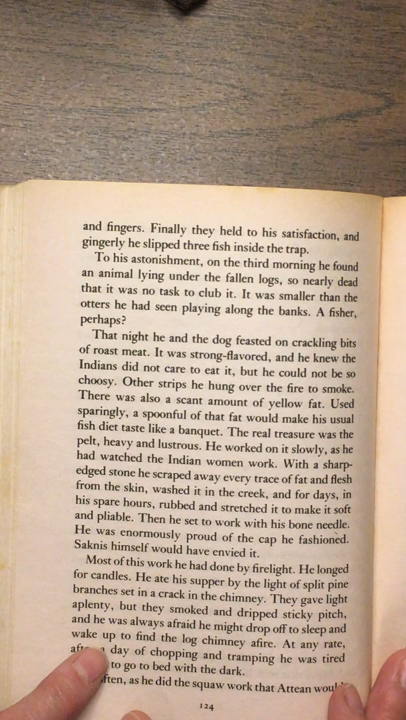 and fingers. Finally they held to his satisfaction, and
gingerly he slipped three fish inside the trap.
To his astonishment, on the third morning he found
an animal lying under the fallen logs, so nearly dead
that it was no task to club it. It was smaller than the
otters he had seen playing along the banks. A fisher,
perhaps?
That night he and the dog feasted on crackling bits
of roast meat. It was strong-flavored, and he knew the
Indians did not care to eat it, but he could not be so
choosy. Other strips he hung over the fire to smoke.
There was also a scant amount of yellow fat. Used
sparingly, a spoonful of that fat would make his usual
fish diet taste like a banquet. The real treasure was the
pelt, heavy and lustrous. He worked on it slowly, as he
had watched the Indian women work. With a sharp-
edged stone he scraped away every trace of fat and flesh
from the skin, washed it in the creek, and for days, in
his spare hours, rubbed and stretched it to make it soft
and pliable. Then he set to work with his bone needle.
He was enormously proud of the cap he fashioned.
Saknis himself would have envied it.
Most of this work he had done by firelight. He longed
for candles. He ate his supper by the light of split pine
branches set in a crack in the chimney. They gave light
aplenty, but they smoked and dripped sticky pitch,
and he was always afraid he might drop off to sleep and
wake up to find the log chimney afire. At any rate,
after a day of chopping and tramping he was tired
to go to bed with the dark.
as he did the squaw work that Attean
124